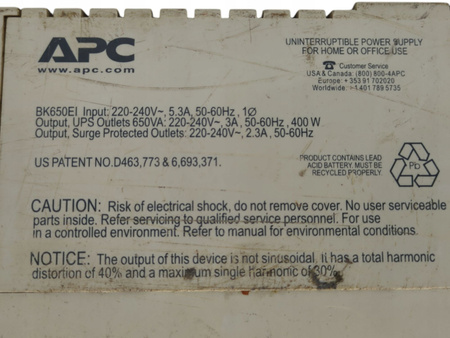 APC
www.apc.com
UNINTERRUPTIBLE POWER SUPPLY
FOR HOME OR OFFICE USE
Customer Service
USA & Canada: (800) 800-4APC
Europe: +353 91 702020
Worldwide: +1 401 789 5735
BK650EI Input: 220-240V~ 5.3A, 50-60Hz , 1Ø
Output, UPS Outlets 650VA: 220-240V~, 3A , 50-60Hz , 400 W
Output, Surge Protected Outlets: 220-240V~, 2.3A , 50-60Hz
US PATENT NO.D463,773 & 6,693,371.
PRODUCT CONTAINS LEAD
ACID BATTERY. MUST BE
RECYCLED PROPERLY.
Pb
CAUTION: Risk of electrical shock, do not remove cover. No user serviceable
parts inside. Refer servicing to qualified service personnel. For use
in a controlled environment. Refer to manual for environmental conditions.
NOTICE: The output of this device is not sinusoidal. It has a total harmonic
distortion of 40% and a maximum single harmonic of 30%.